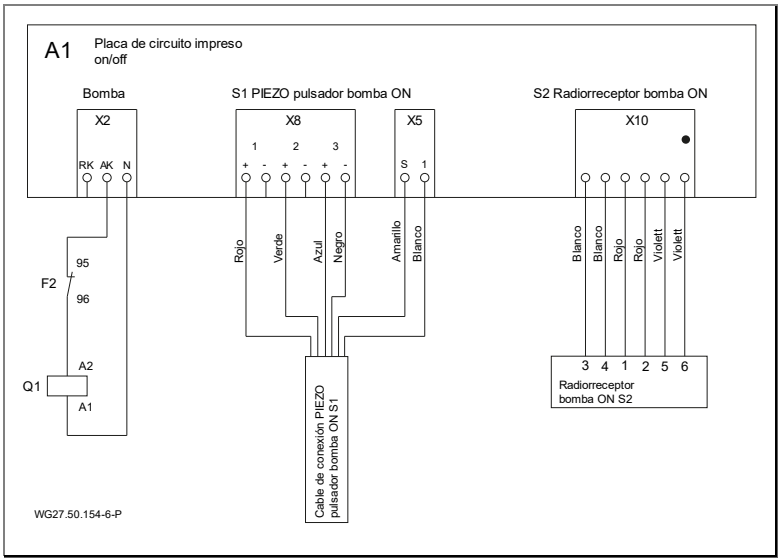 A1
Placa de circuito impreso
on/off
Bomba
S1 PIEZO pulsador bomba ON
S2 Radiorreceptor bomba ON
X2
X8
X5
X10
1 2 3
RK AK N
+ - + - + -
S 1
Rojo
Verde
Azul
Negro
Amarillo
Blanco
Blanco
Blanco
Rojo
Rojo
Violett
Violett
95
F2
96
A2
Q1
A1
3 4 1 2 5 6
Radiorreceptor
bomba ON S2
Cable de conexión PIEZO
pulsador bomba ON S1
WG27.50.154-6-P